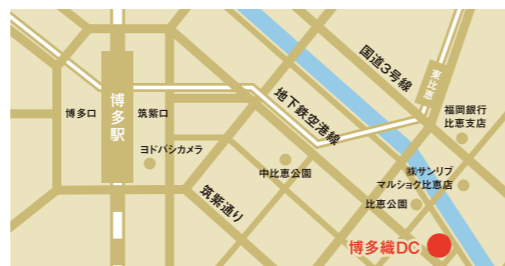 国道3号線
東比恵
地下鉄空港線
福岡銀行
比恵支店
博多口
博多駅
筑紫口
ヨドバシカメラ
中比恵公園
㈱サンリブ
マルショク比恵店
筑紫通り
比恵公園
博多織DC